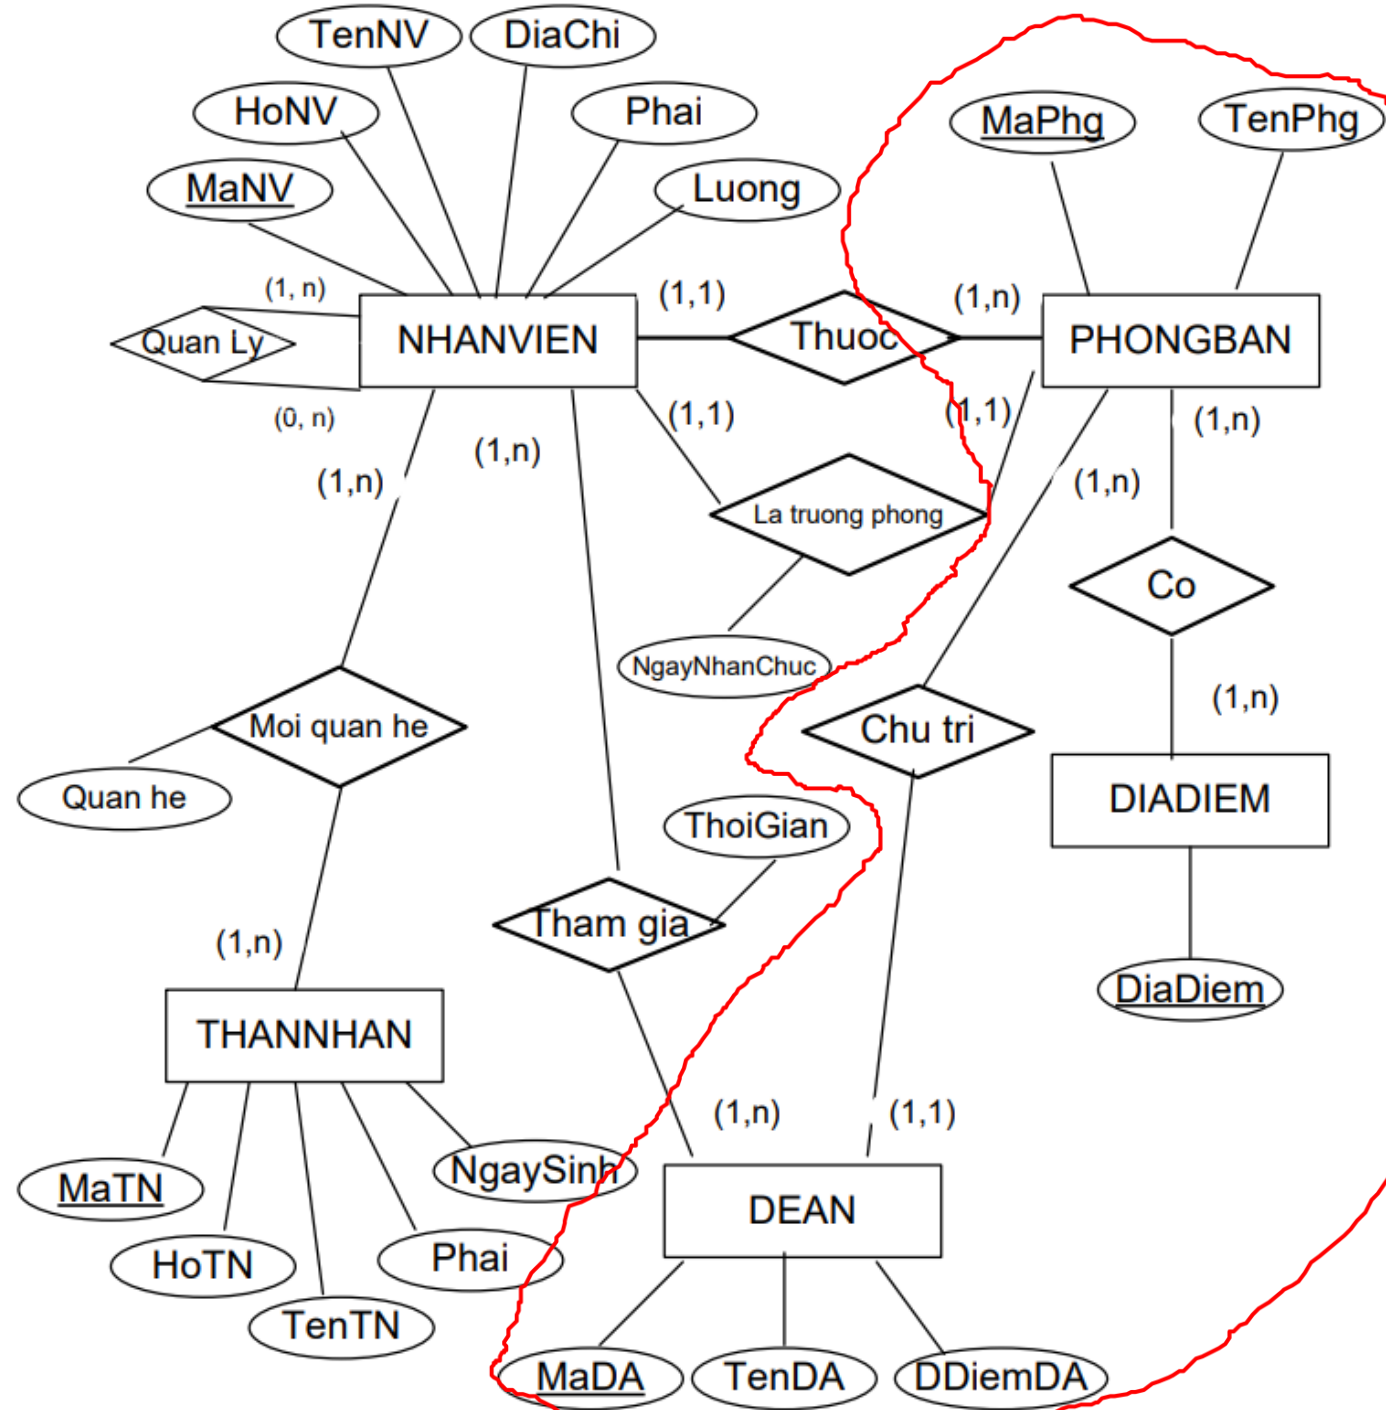 TenNV
DiaChi
HoNV
Phai
MaPhg
TenPhg
MaNV
Luong
(1, n)
(1,1)
(1,n)
Quan Ly
NHANVIEN
Thuoc
PHONGBAN
(0, n)
(1,1)
(1,1)
(1,n)
(1,n)
(1,n)
(1,n)
La truong phong
Co
NgayNhanChuc
(1,n)
Moi quan he
Chu tri
Quan he
DIADIEM
ThoiGian
Tham gia
(1,n)
DiaDiem
THANNHAN
(1,n)
(1,1)
NgaySinh
MaTN
DEAN
HoTN
Phai
TenTN
MaDA
TenDA
DDiemDA